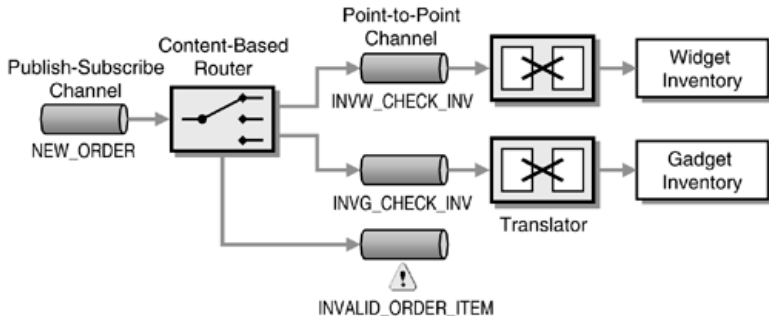 Publish-Subscribe
Channel
NEW_ORDER
Content-Based
Router
Point-to-Point
Channel
INVW_CHECK_INV
Widget
Inventory
INVG_CHECK_INV
Translator
Gadget
Inventory
INVALID_ORDER_ITEM